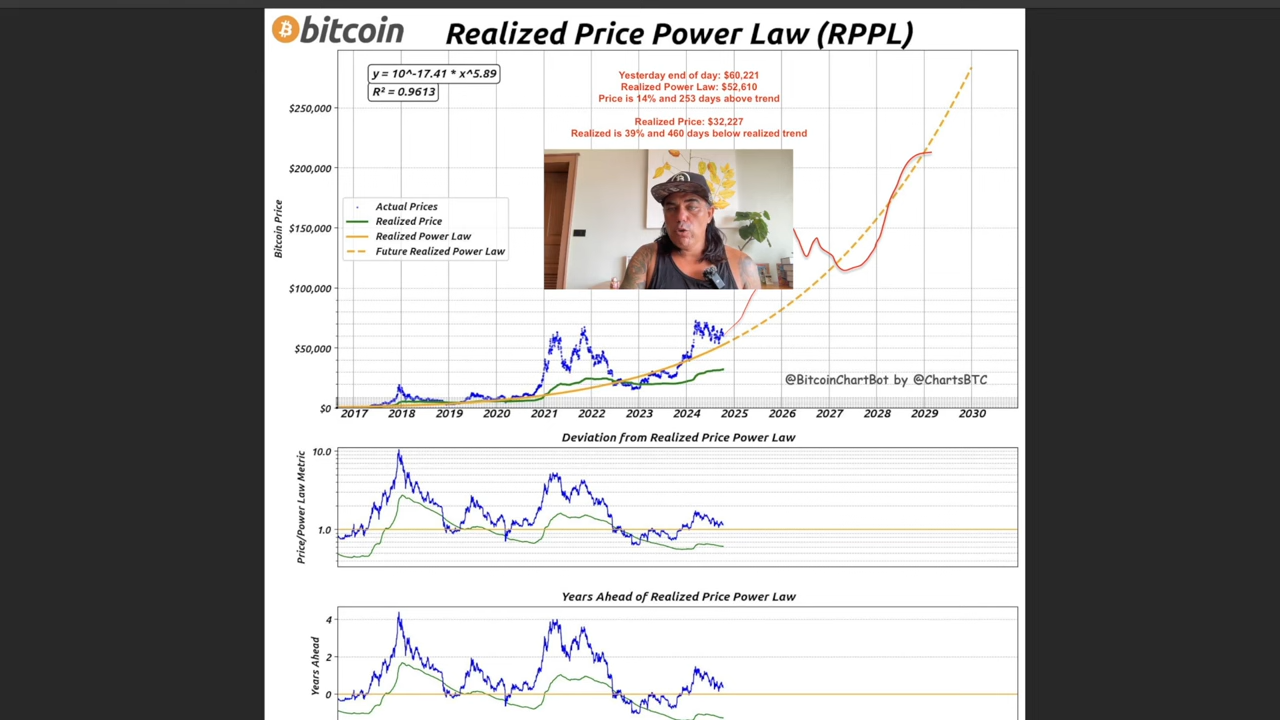 bitcoin
Realized Price Power Law (RPPL)
y = 10^-17.41 * x^5.89
R² = 0.9613
Yesterday end of day: $60,221
Realized Power Law: $52,610
Price is 14% and 253 days above trend
Realized Price: $32,227
Realized is 39% and 460 days below realized trend
$250,000
$200,000
$150,000
$100,000
$50,000
$0
Bitcoin Price
Actual Prices
Realized Price
Realized Power Law
Future Realized Power Law
@BitcoinChartBot by @ChartsBTC
2017 2018 2019 2020 2021 2022 2023 2024 2025 2026 2027 2028 2029 2030
Deviation from Realized Price Power Law
10.0
1.0
Price/Power Law Metric
Years Ahead of Realized Price Power Law
4
2
0
Years Ahead